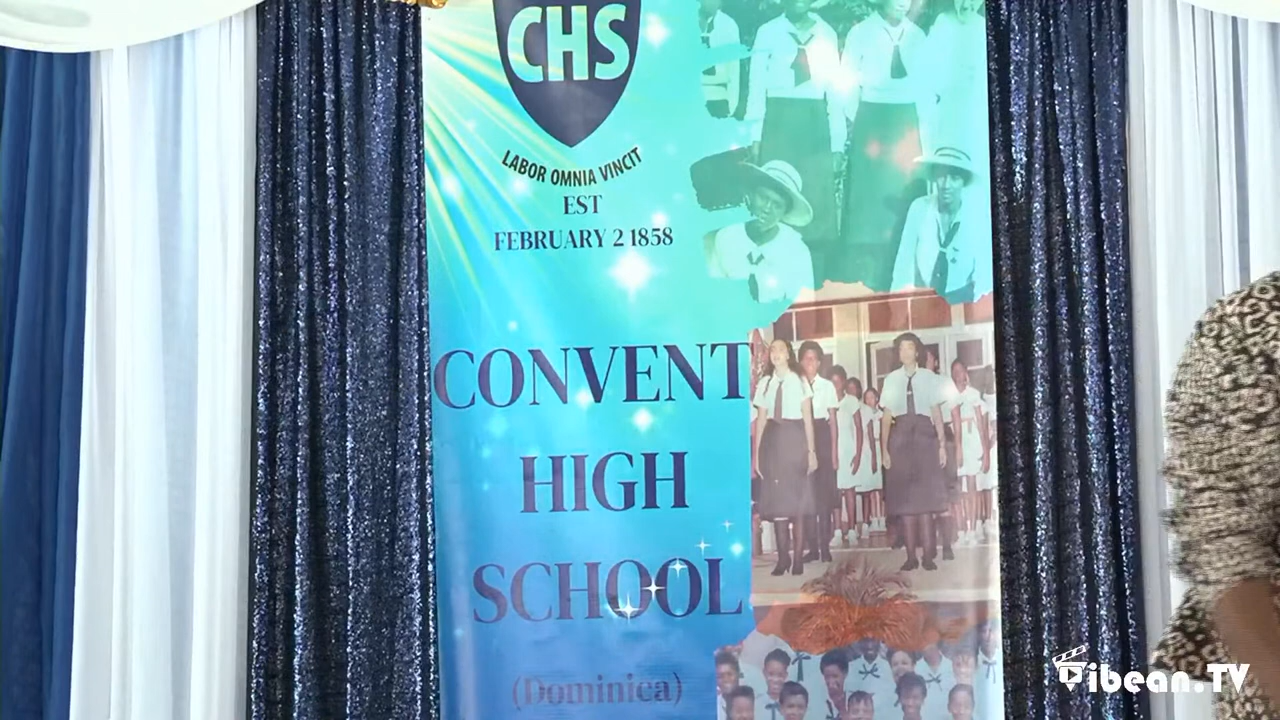 CHS
LABOR OMNIA VINCIT
EST
FEBRUARY 2 1858
CONVENT
HIGH
SCHOOL
(Dominica)
Vibean.TV